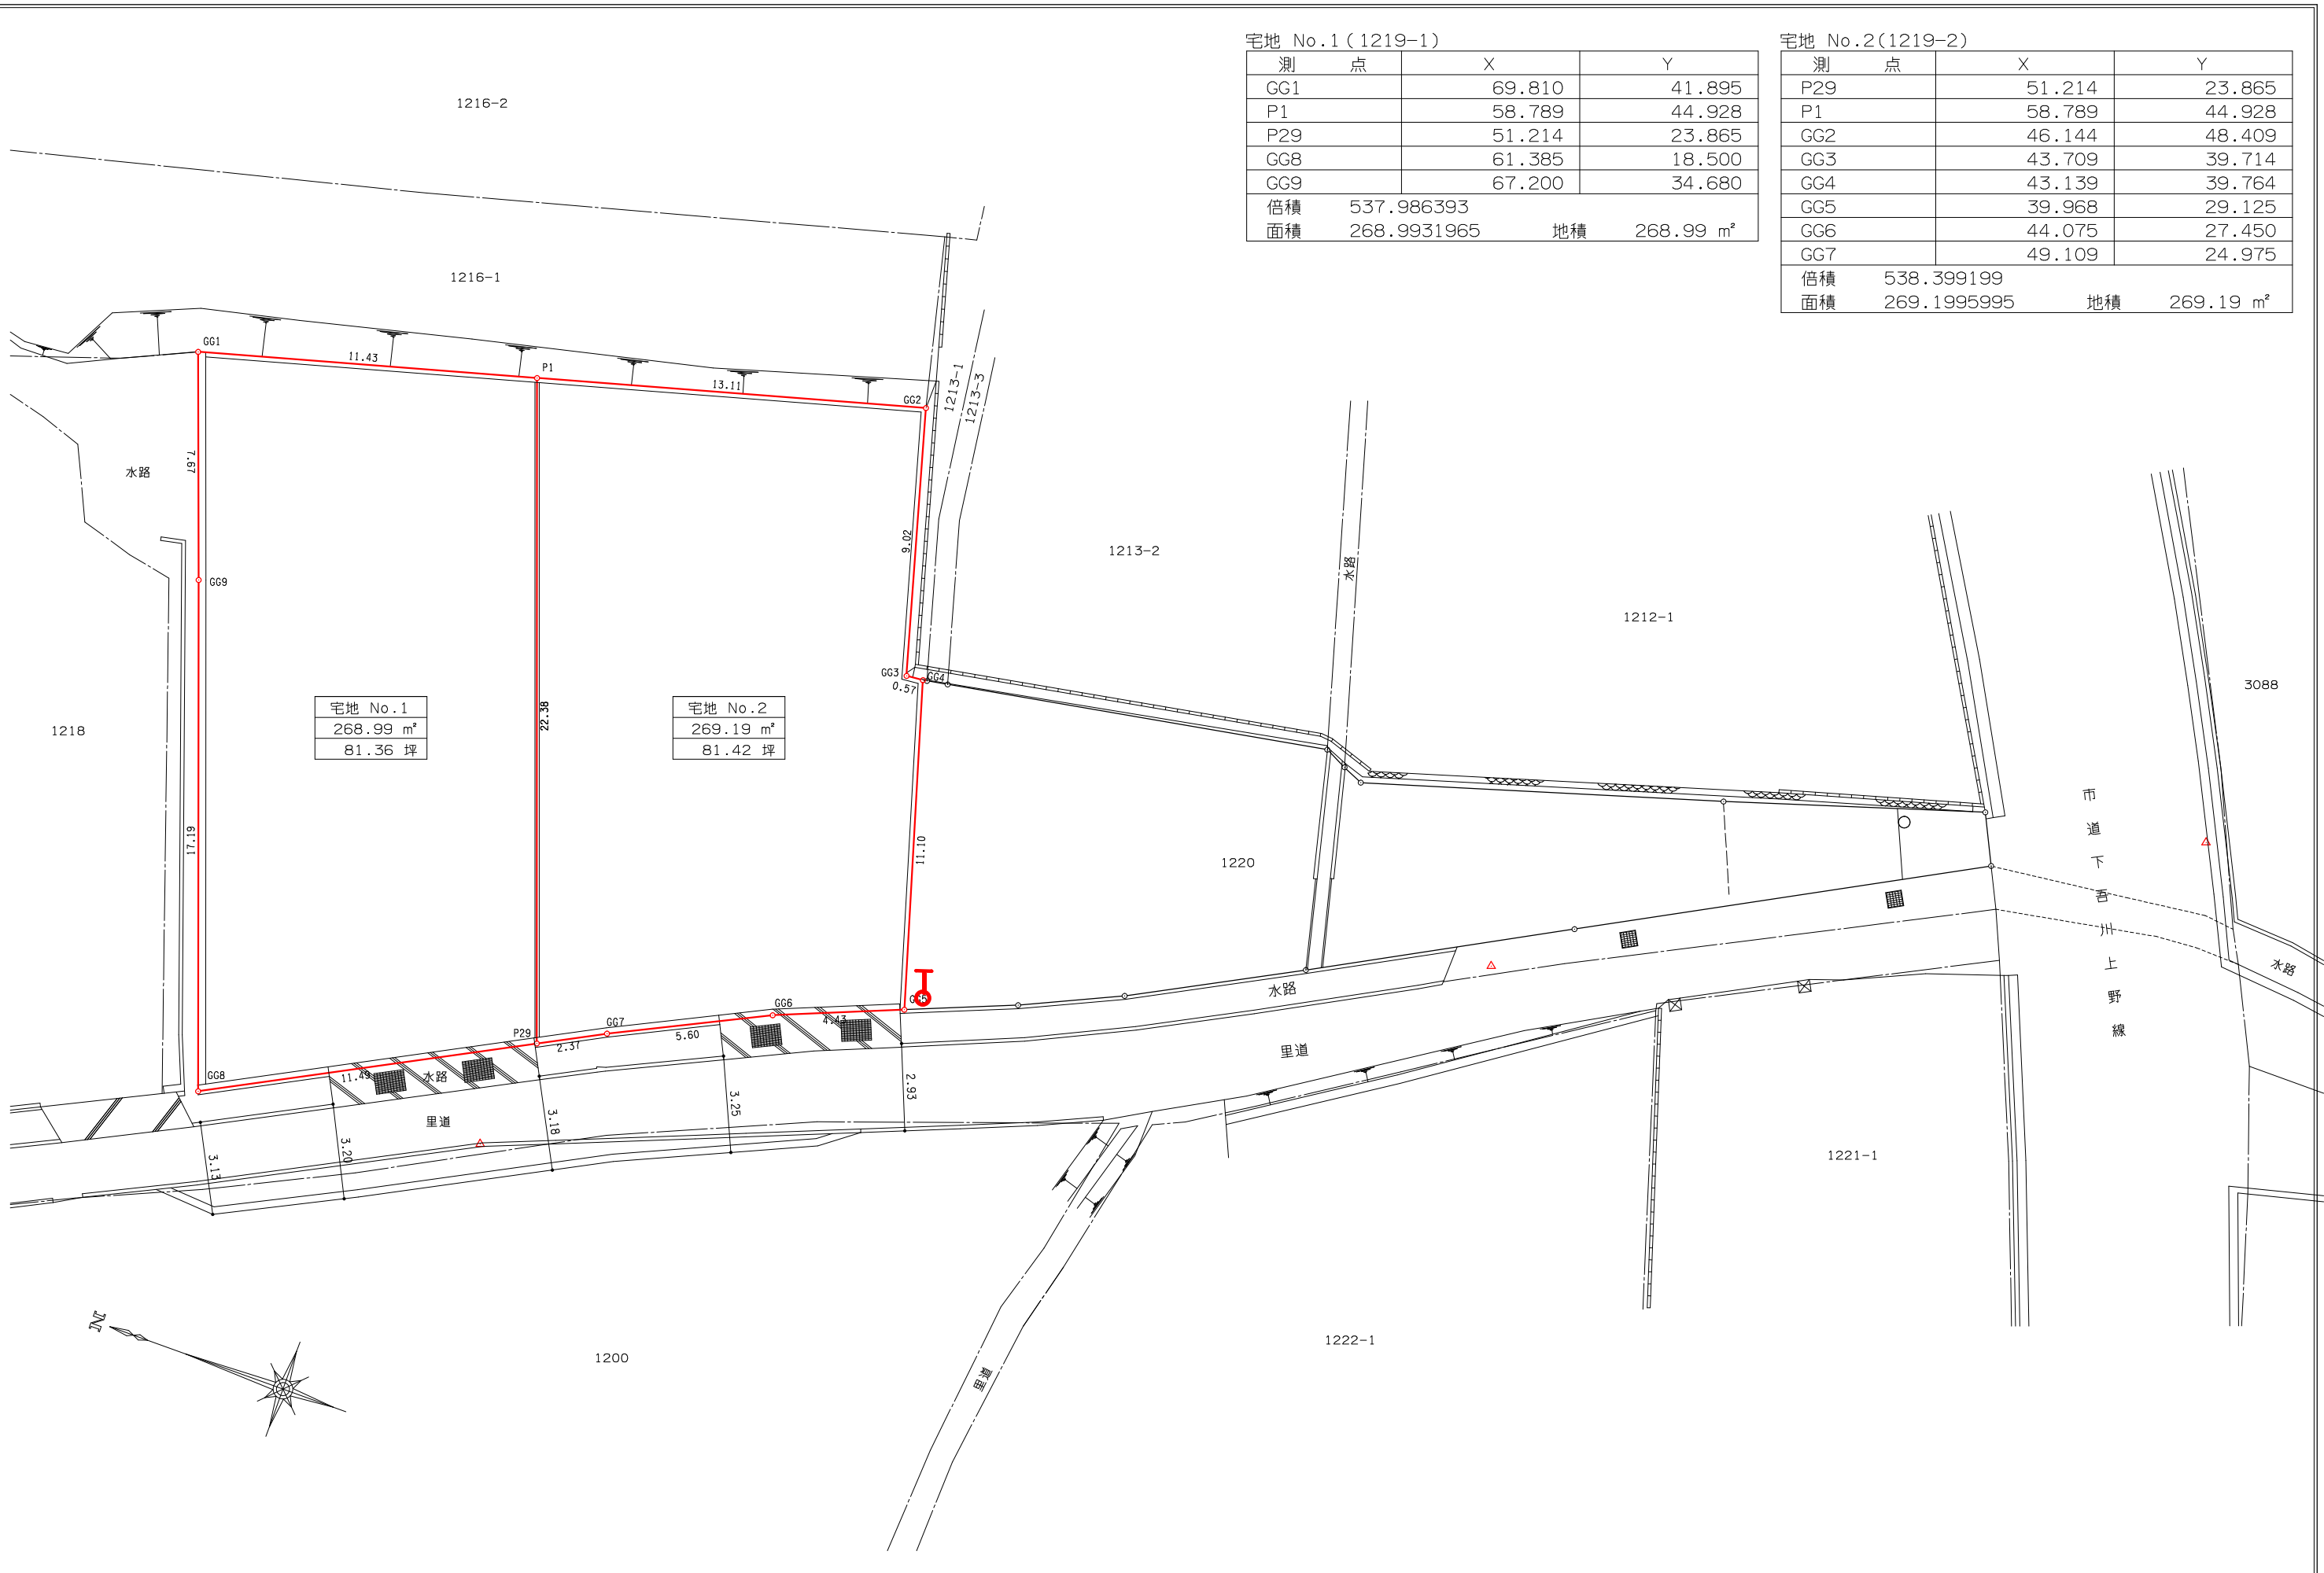 宅地 No.1(1219-1)
測 点 X Y
GG1 69.810 41.895
P1 58.789 44.928
P29 51.214 23.865
GG8 61.385 18.500
GG9 67.200 34.680
倍積 537.986393
面積 268.9931965 地積 268.99 ㎡
宅地 No.2(1219-2)
測 点 X Y
P29 51.214 23.865
P1 58.789 44.928
GG2 46.144 48.409
GG3 43.709 39.714
GG4 43.139 39.764
GG5 39.968 29.125
GG6 44.075 27.450
GG7 49.109 24.975
倍積 538.399199
面積 269.1995995 地積 269.19 ㎡
1216-2
1216-1
GG1
11.43
P1
13.11
GG2
1213-1
1213-3
7.67
水路
9.02
1213-2
水路
GG9
1212-1
GG3
GG4
0.57
3088
宅地 No.1
268.99 ㎡
81.36 坪
22.38
宅地 No.2
269.19 ㎡
81.42 坪
1218
17.19
11.10
1220
市道下吾川上野線
水路
水路
GG5
GG6
4.43
GG7
5.60
P29
2.37
GG8
11.49
水路
里道
里道
3.13
3.20
3.18
3.25
2.93
1221-1
N
1200
1222-1
里道